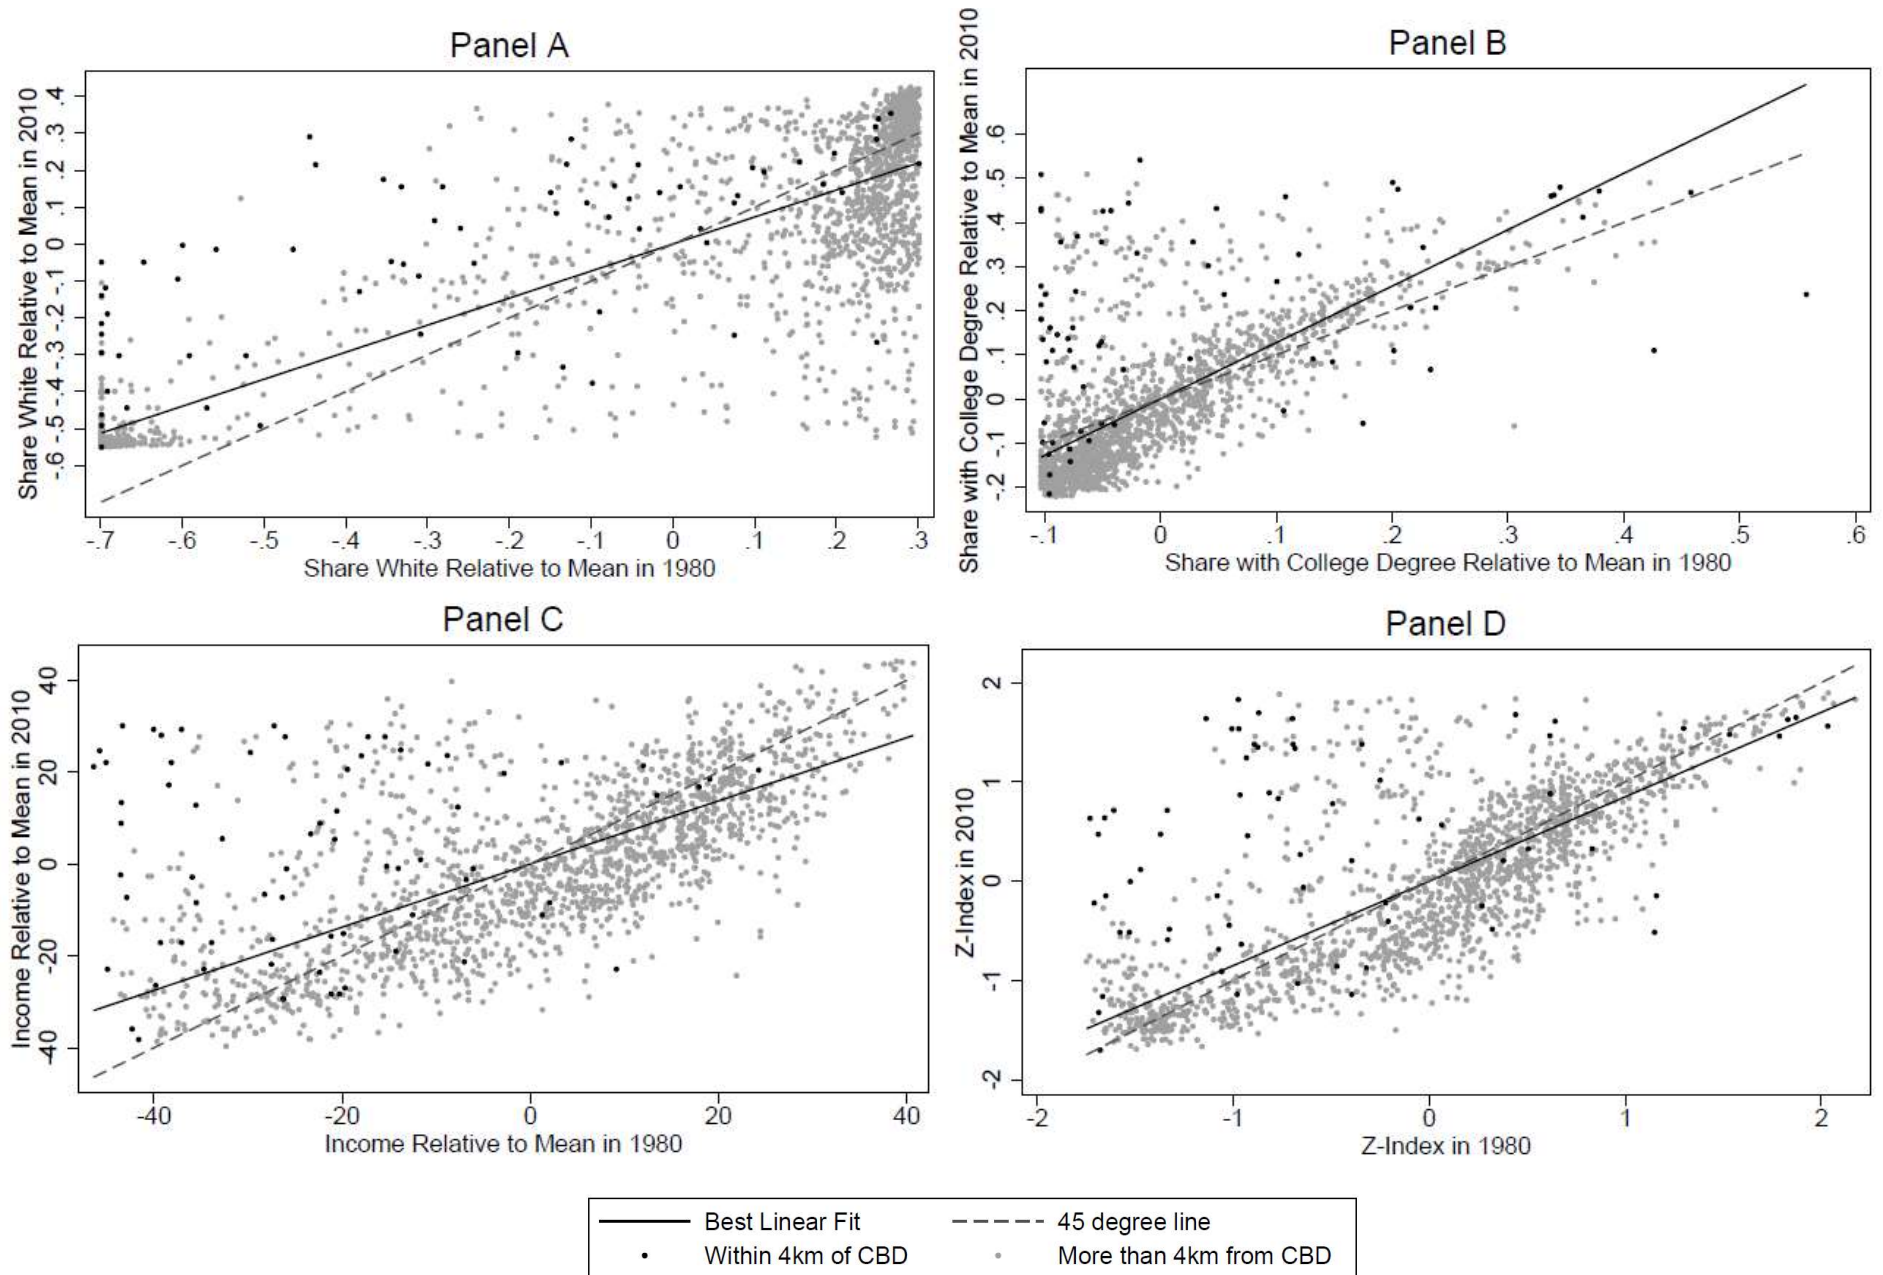 Panel A
Share White Relative to Mean in 2010
.4
.3
.2
.1
0
-.1
-.2
-.3
-.4
-.5
-.6
-.7 -.6 -.5 -.4 -.3 -.2 -.1 0 .1 .2 .3
Share White Relative to Mean in 1980
Panel B
Share with College Degree Relative to Mean in 2010
.6
.5
.4
.3
.2
.1
0
-.1
-.2
-.1 0 .1 .2 .3 .4 .5 .6
Share with College Degree Relative to Mean in 1980
Panel C
Income Relative to Mean in 2010
40
20
0
-20
-40
-40 -20 0 20 40
Income Relative to Mean in 1980
Panel D
Z-Index in 2010
2
1
0
-1
-2
-2 -1 0 1 2
Z-Index in 1980
Best Linear Fit
45 degree line
Within 4km of CBD
More than 4km from CBD